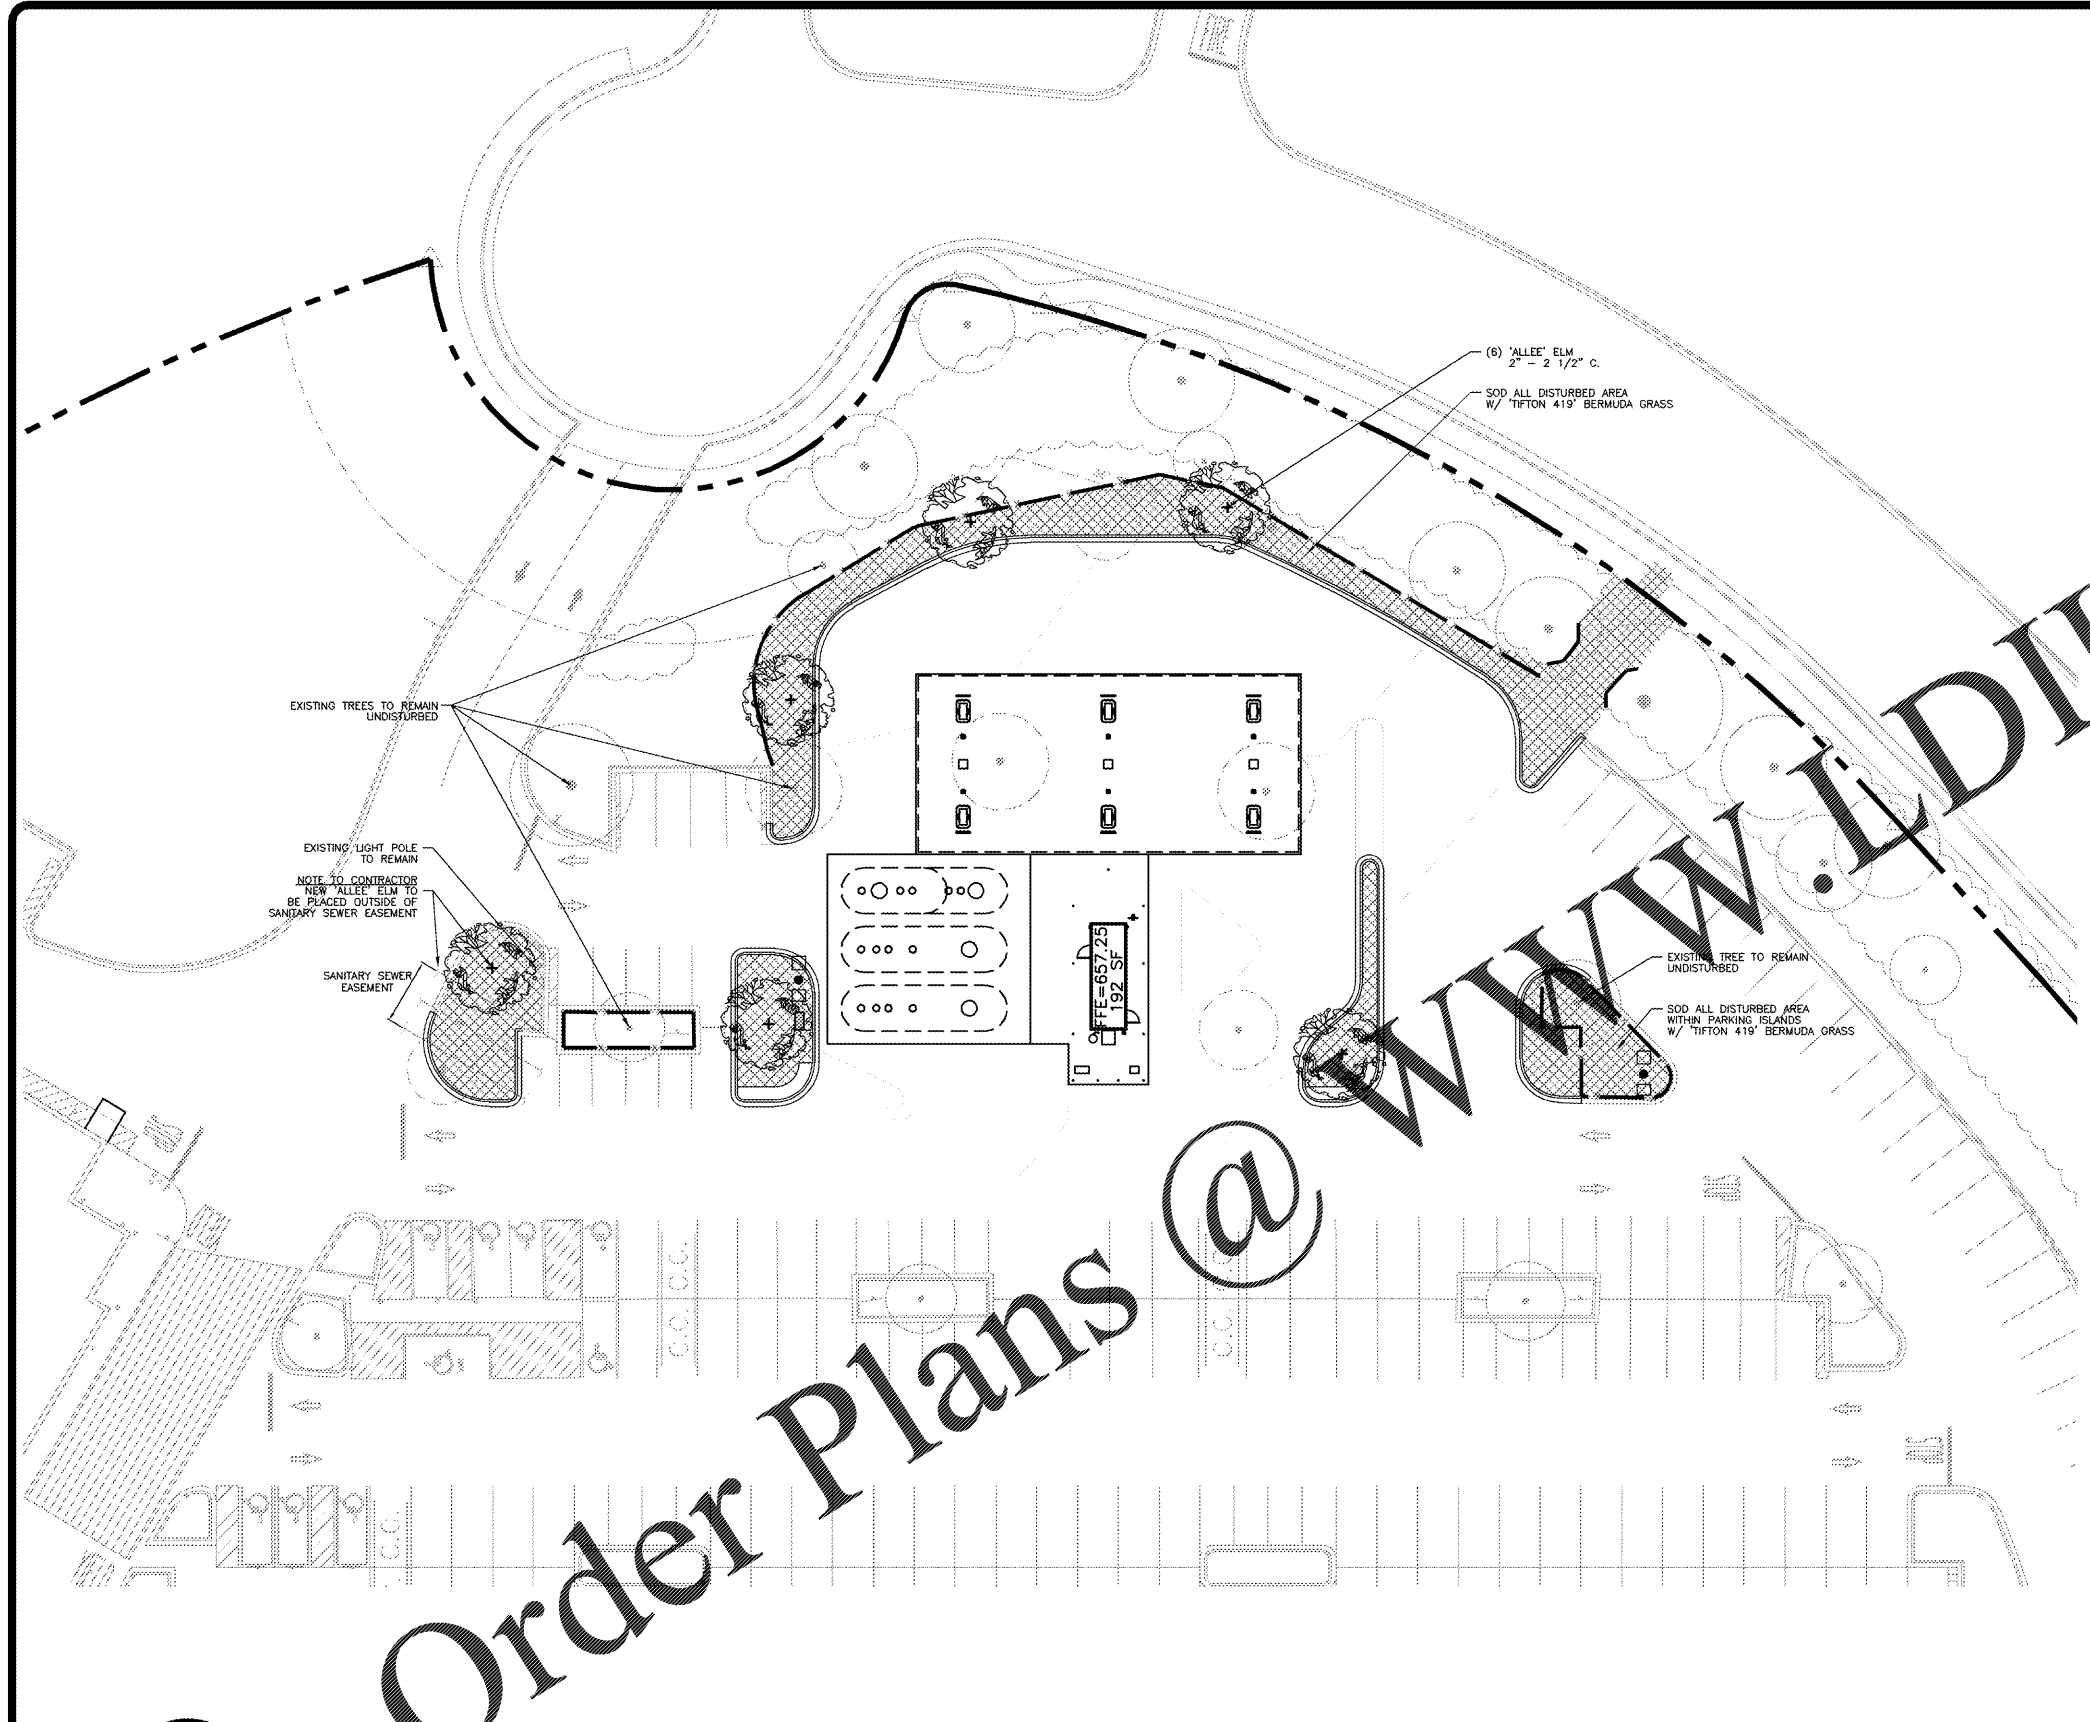 (6) 'ALLEE' ELM
2" - 2 1/2" C.
SOD ALL DISTURBED AREA
W/ 'TIFTON 419' BERMUDA GRASS
EXISTING TREES TO REMAIN
UNDISTURBED
EXISTING LIGHT POLE
TO REMAIN
NOTE TO CONTRACTOR
NEW 'ALLEE' ELM TO
BE PLACED OUTSIDE OF
SANITARY SEWER EASEMENT
SANITARY SEWER
EASEMENT
FFE=657.25
192 SF
EXISTING TREE TO REMAIN
UNDISTURBED
SOD ALL DISTURBED AREA
WITHIN PARKING ISLANDS
W/ 'TIFTON 419' BERMUDA GRASS
C.C.
C.C.
C.C.
C.C.
Order Plans @ WWW.LDI